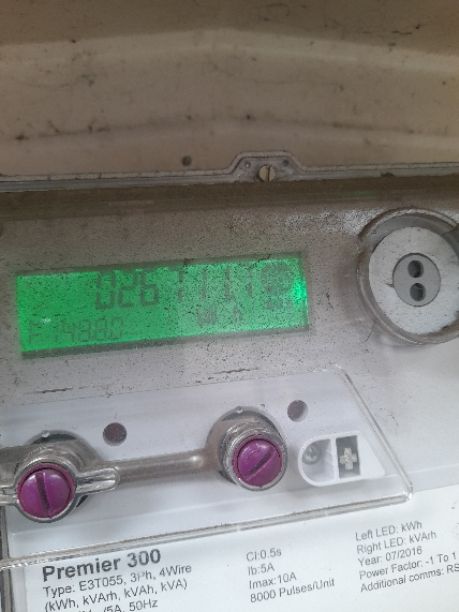 Premier 300
Type: E3T055, 3Ph, 4Wire
(kWh, kVArh, kVAh, kVA)
/5A, 50Hz
Cl:0.5s
Ib:5A
Imax:10A
8000 Pulses/Unit
Left LED: kWh
Right LED: kVArh
Year: 07/2016
Power Factor: -1 To 1
Additional comms: RS